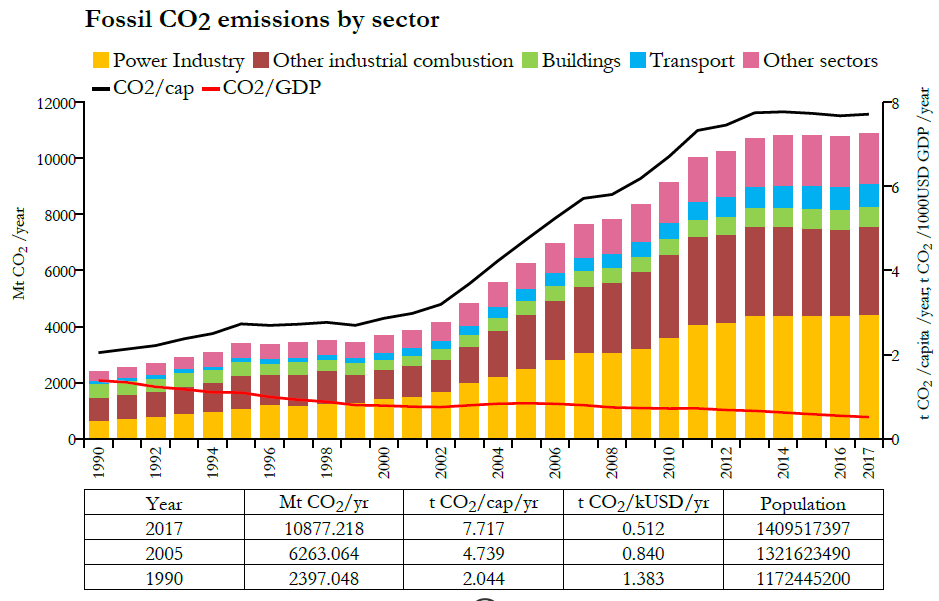 Fossil CO2 emissions by sector
Power Industry Other industrial combustion Buildings Transport Other sectors
CO2/cap CO2/GDP
Mt CO2 /year
12000
10000
8000
6000
4000
2000
0
t CO2 /capita /year; t CO2 /1000USD GDP /year
8
6
4
2
0
1990 1992 1994 1996 1998 2000 2002 2004 2006 2008 2010 2012 2014 2016 2017
Year Mt CO2/yr t CO2/cap/yr t CO2/kUSD/yr Population
2017 10877.218 7.717 0.512 1409517397
2005 6263.064 4.739 0.840 1321623490
1990 2397.048 2.044 1.383 1172445200